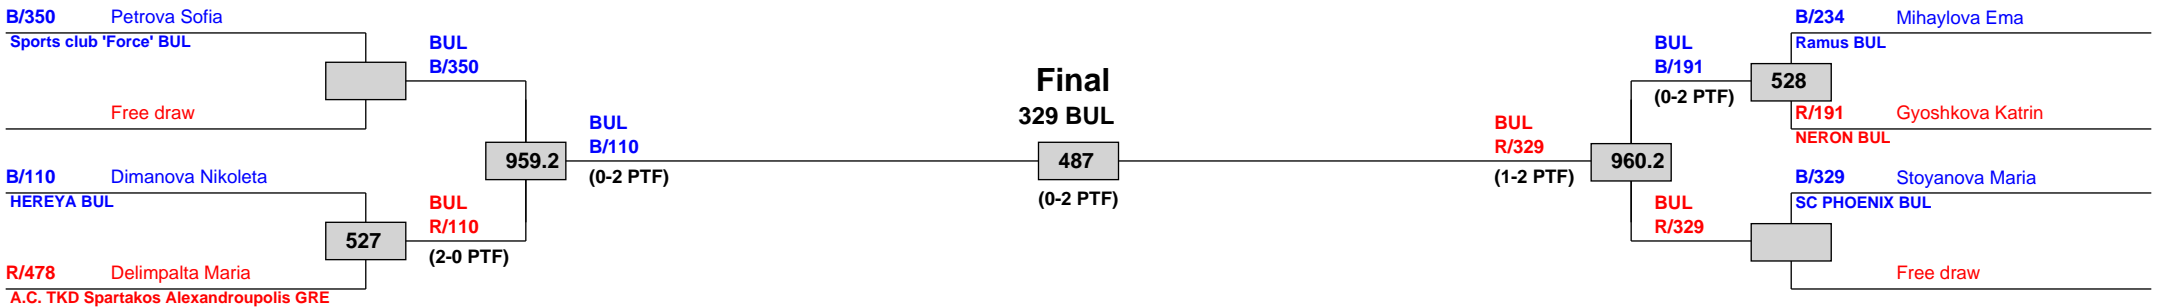 B/350 Petrova Sofia
Sports club 'Force' BUL
Free draw
B/110 Dimanova Nikoleta
HEREYA BUL
R/478 Delimpalta Maria
A.C. TKD Spartakos Alexandroupolis GRE
527
BUL
B/350
BUL
R/110
(2-0 PTF)
959.2
BUL
B/110
(0-2 PTF)
Final
329 BUL
487
(0-2 PTF)
BUL
R/329
(1-2 PTF)
960.2
BUL
B/191
(0-2 PTF)
BUL
R/329
528
B/234 Mihaylova Ema
Ramus BUL
R/191 Gyoshkova Katrin
NERON BUL
B/329 Stoyanova Maria
SC PHOENIX BUL
Free draw